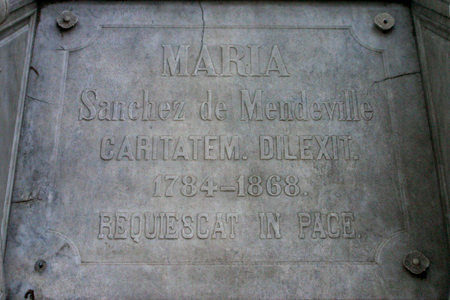 MARIA
Sanchez de Mendeville
CARITATEM. DILEXIT.
1784–1868.
REQUIESCAT IN PACE.